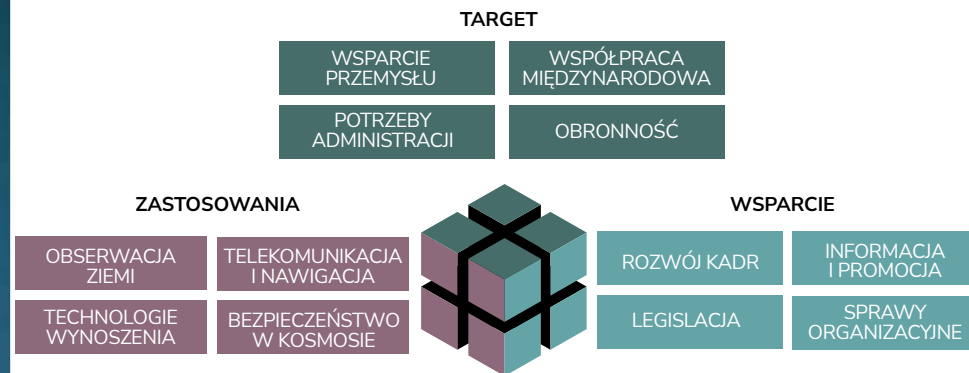 TARGET
WSPARCIE
PRZEMYSŁU
WSPÓŁPRACA
MIĘDZYNARODOWA
POTRZEBY
ADMINISTRACJI
OBRONNOŚĆ
ZASTOSOWANIA
OBSERWACJA
ZIEMI
TELEKOMUNIKACJA
I NAWIGACJA
TECHNOLOGIE
WYNOSZENIA
BEZPIECZEŃSTWO
W KOSMOSIE
WSPARCIE
ROZWÓJ KADR
INFORMACJA
I PROMOCJA
LEGISLACJA
SPRAWY
ORGANIZACYJNE